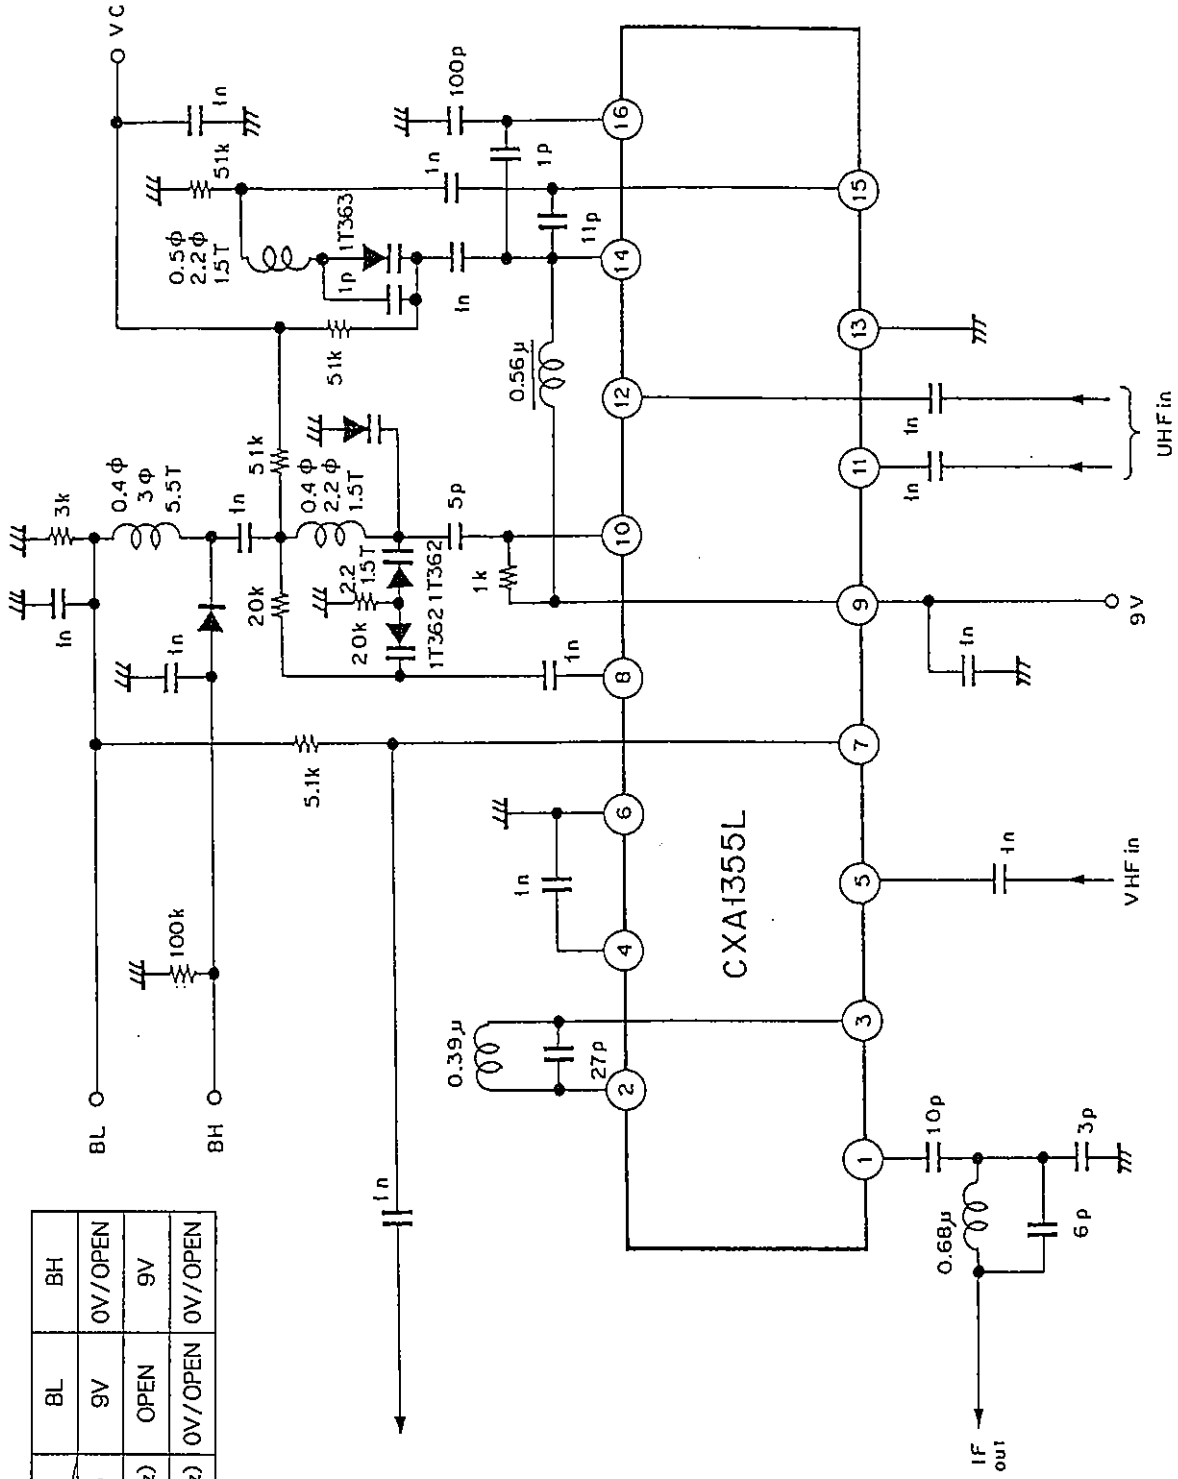 VC
1n
51k
100p
0.5φ
2.2φ
1.5T
1n
1p
1T363
1p
11p
1n
51k
0.56μ
16
15
14
13
12
11
10
9
8
7
6
5
4
3
2
1
3k
0.4φ
3φ
5.5T
1n
1n
51k
0.4φ
2.2φ
1.5T
20k
1n
2.2
1.5T
20k
1T362
1T362
5p
1k
1n
5.1k
1n
UHF in
1n
1n
9V
1n
BL
BH
100k
1n
CXA1355L
1n
VHF in
0.39μ
27p
1n
10p
3p
0.68μ
6p
IF
out
BL BH
9V 0V/OPEN
OPEN 9V
0V/OPEN 0V/OPEN